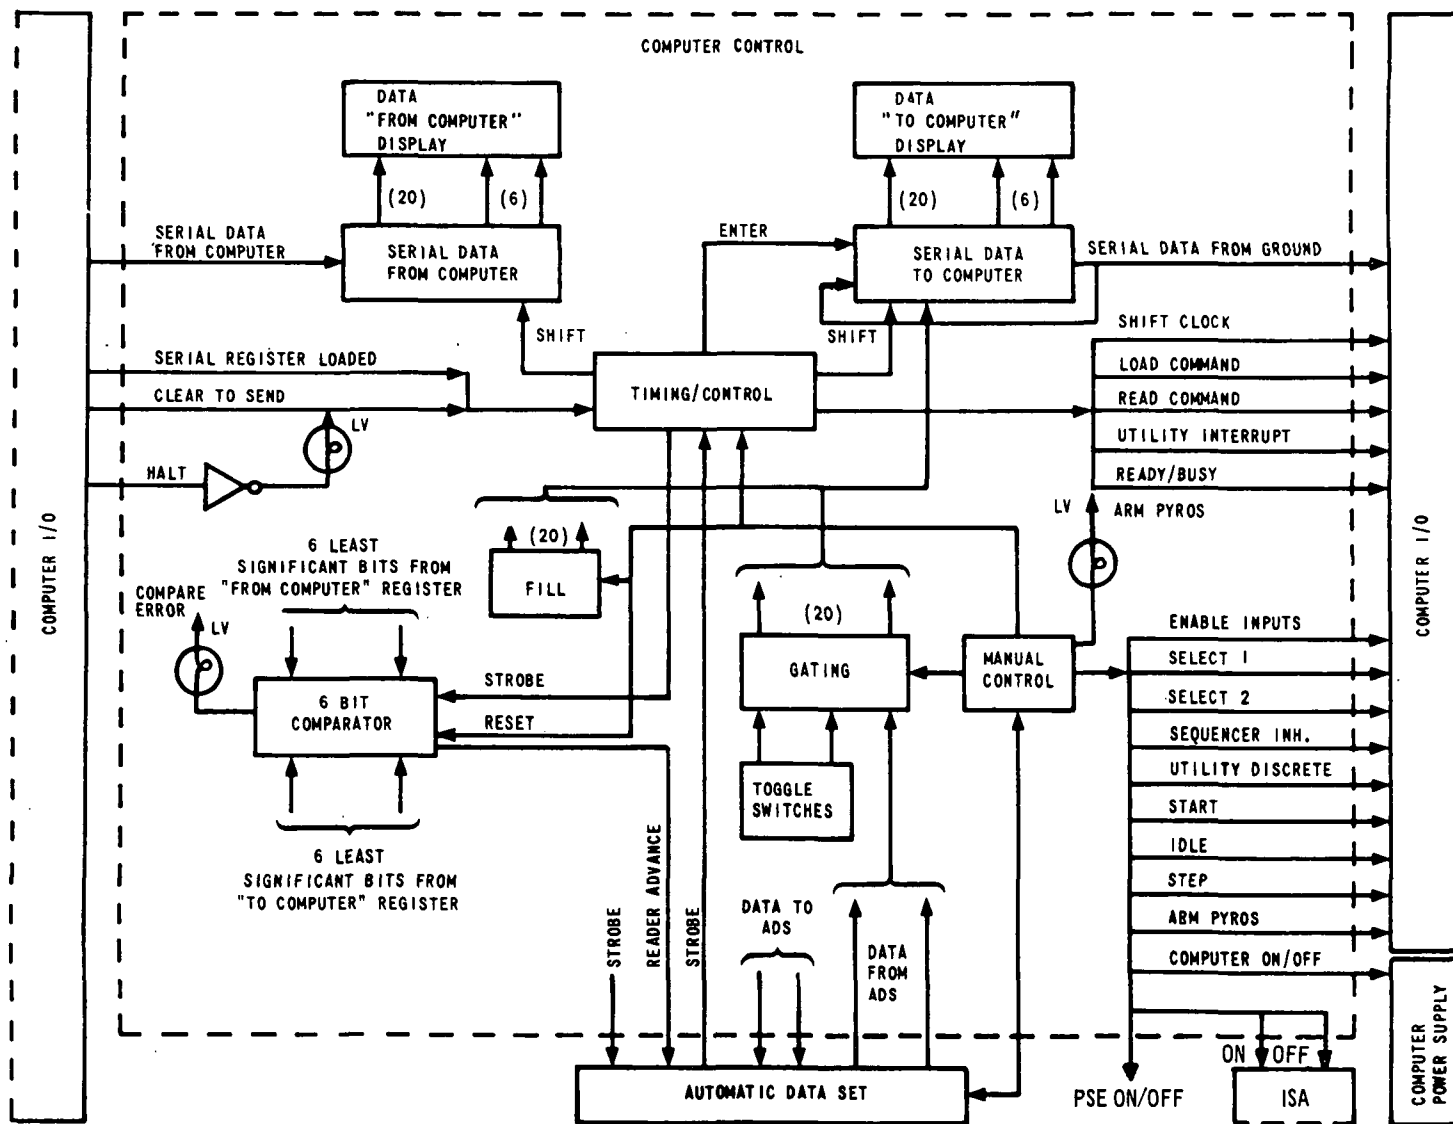 COMPUTER CONTROL
DATA
"FROM COMPUTER"
DISPLAY
DATA
"TO COMPUTER"
DISPLAY
(20)
(6)
(20)
(6)
SERIAL DATA
FROM COMPUTER
SERIAL DATA
FROM COMPUTER
ENTER
SERIAL DATA
TO COMPUTER
SERIAL DATA FROM GROUND
SHIFT
SHIFT
SHIFT CLOCK
SERIAL REGISTER LOADED
TIMING/CONTROL
LOAD COMMAND
CLEAR TO SEND
READ COMMAND
LV
UTILITY INTERRUPT
HALT
READY/BUSY
LV
ARM PYROS
COMPUTER I/O
COMPUTER I/O
6 LEAST
SIGNIFICANT BITS FROM
"FROM COMPUTER" REGISTER
(20)
FILL
COMPARE
ERROR
LV
(20)
ENABLE INPUTS
GATING
MANUAL
CONTROL
SELECT 1
STROBE
6 BIT
COMPARATOR
SELECT 2
RESET
SEQUENCER INH.
UTILITY DISCRETE
TOGGLE
SWITCHES
START
6 LEAST
SIGNIFICANT BITS FROM
"TO COMPUTER" REGISTER
IDLE
STEP
STROBE
READER ADVANCE
STROBE
DATA TO
ADS
DATA
FROM
ADS
ARM PYROS
COMPUTER ON/OFF
COMPUTER
POWER SUPPLY
ON
OFF
AUTOMATIC DATA SET
PSE ON/OFF
ISA